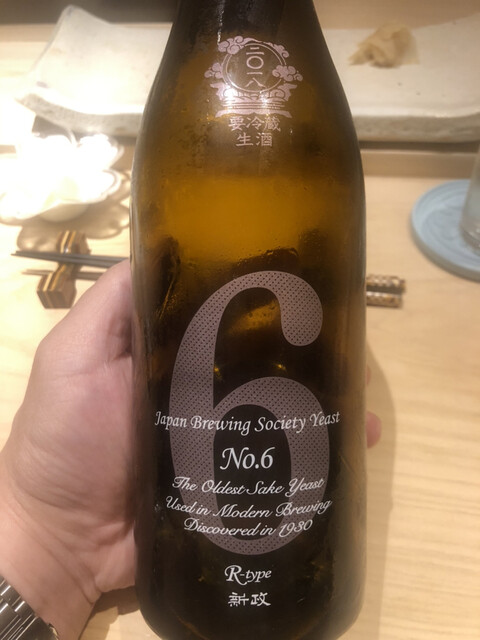 二〇一八
要冷蔵
生酒
6
Japan Brewing Society Yeast
No.6
The Oldest Sake Yeast
Used in Modern Brewing
Discovered in 1930
R-type
新政